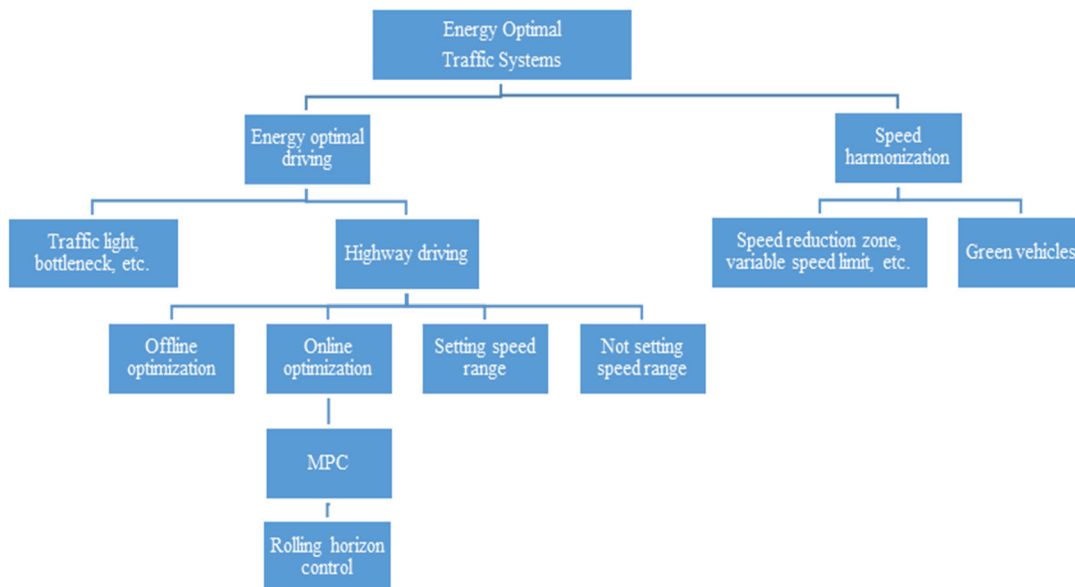 Energy Optimal
Traffic Systems
Energy optimal
driving
Speed
harmonization
Traffic light,
bottleneck, etc.
Highway driving
Speed reduction zone,
variable speed limit, etc.
Green vehicles
Offline
optimization
Online
optimization
Setting speed
range
Not setting
speed range
MPC
Rolling horizon
control